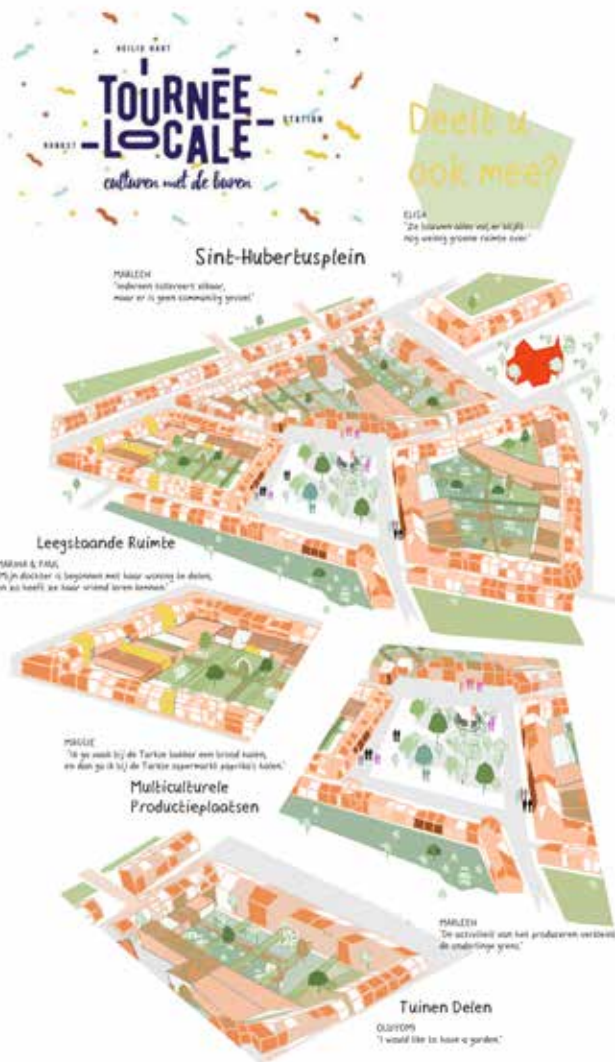 HEILIG HART
TOURNÉE
LOCALE
STATION
culturen met de buren
Deelt u
ook mee?
ELISA
"Ze bouwen alles vol, er blijft
nog weinig groene ruimte over"
Sint-Hubertusplein
MARLEEN
"Iedereen tolereert elkaar,
maar er is geen community gevoel"
Leegstaande Ruimte
& PAUL
"Mijn dochter is begonnen met haar woning te delen,
en zo heeft ze haar vriend leren kennen."
MAGGIE
"Ik ga vaak bij de Turkse bakker een brood halen,
en dan ga ik bij de Turkse supermarkt paprika's halen."
Multiculturele
Productieplaatsen
MARLEEN
"De activiteit van het produceren verkleint
de onderlinge grens."
Tuinen Delen
OLUYOMI
"I would like to have a garden."